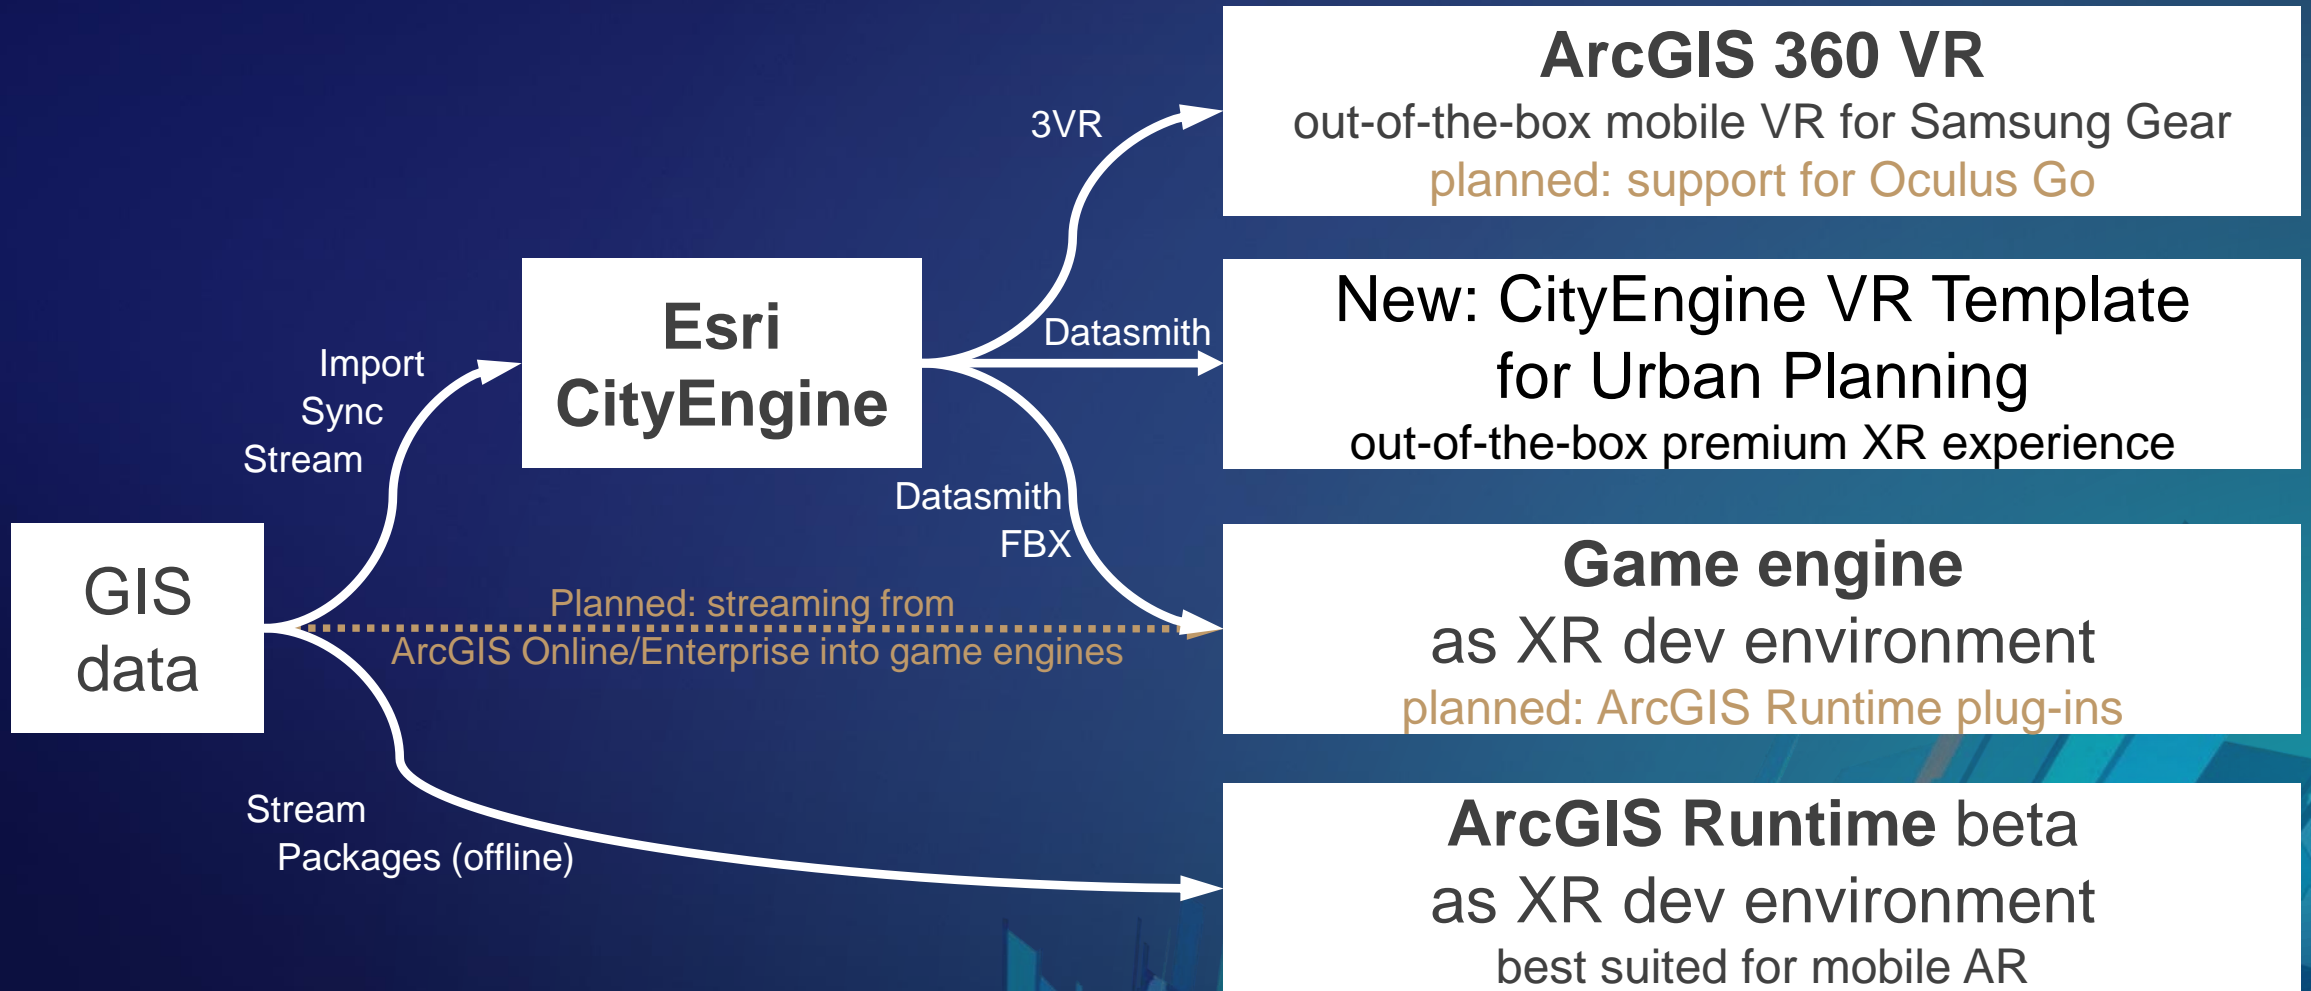 ArcGIS 360 VR
out-of-the-box mobile VR for Samsung Gear
planned: support for Oculus Go
3VR
New: CityEngine VR Template
for Urban Planning
out-of-the-box premium XR experience
Datasmith
Esri
CityEngine
Import
Sync
Stream
Datasmith
FBX
GIS
data
Planned: streaming from
ArcGIS Online/Enterprise into game engines
Game engine
as XR dev environment
planned: ArcGIS Runtime plug-ins
Stream
Packages (offline)
ArcGIS Runtime beta
as XR dev environment
best suited for mobile AR